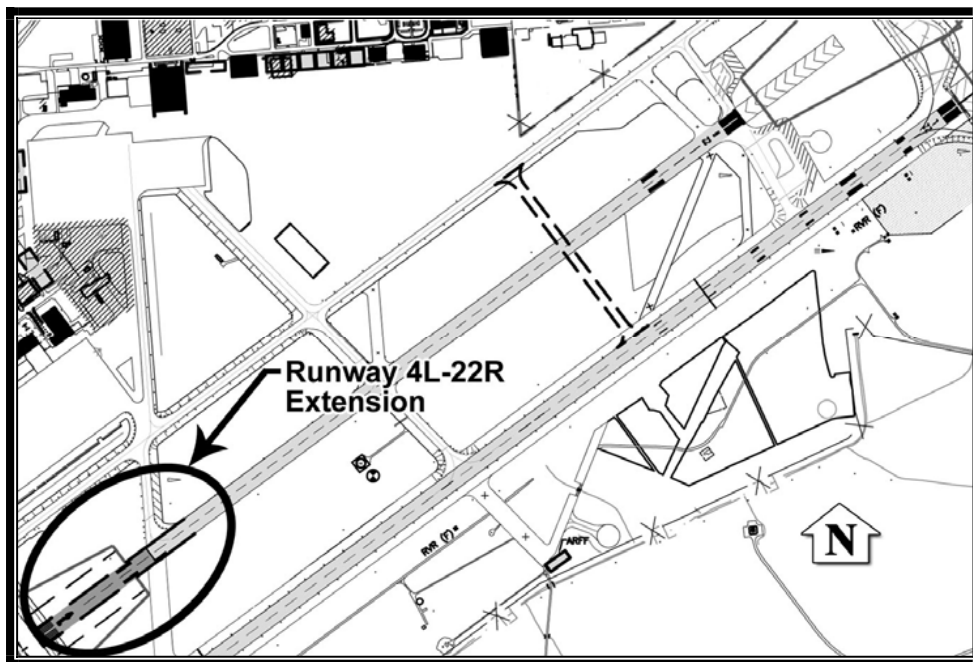 RVR (F)
Runway 4L-22R
Extension
RVR (F)
ARFF
N